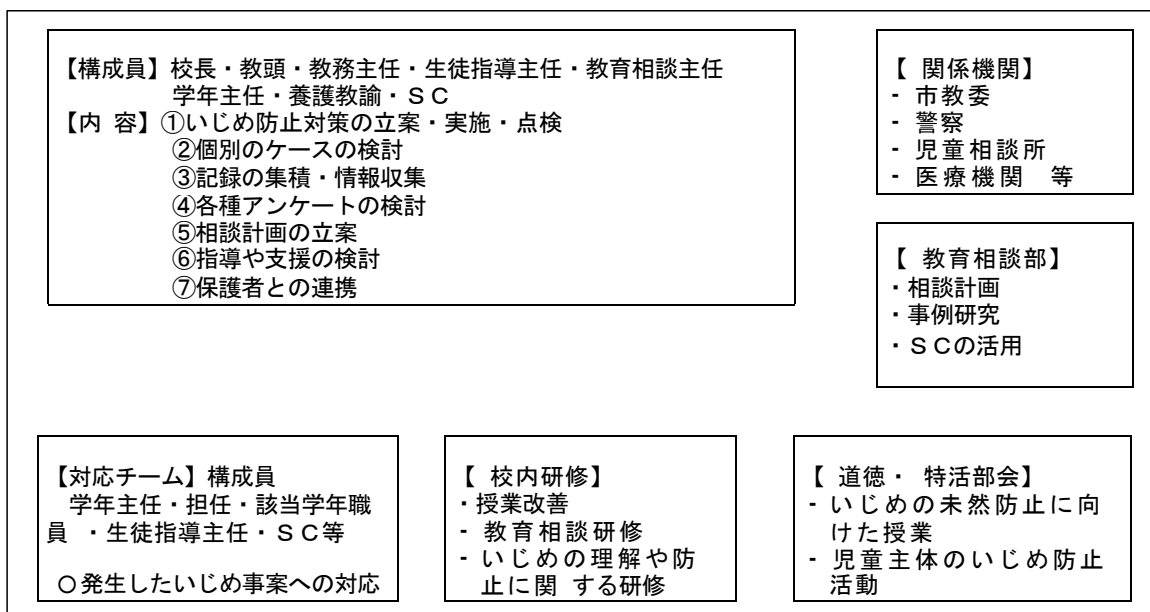 【構成員】校長・教頭・教務主任・生徒指導主任・教育相談主任
学年主任・養護教諭・ＳＣ
【内 容】①いじめ防止対策の立案・実施・点検
②個別のケースの検討
③記録の集積・情報収集
④各種アンケートの検討
⑤相談計画の立案
⑥指導や支援の検討
⑦保護者との連携
【 関係機関】
- 市教委
- 警察
- 児童相談所
- 医療機関　等
【 教育相談部】
・相談計画
・事例研究
・ＳＣの活用
【対応チーム】構成員
学年主任・担任・該当学年職
員 ・生徒指導主任・ＳＣ等
○発生したいじめ事案への対応
【 校内研修】
・授業改善
- 教育相談研修
- いじめの理解や防
止に関 する研修
【 道徳・ 特活部会】
- いじめの未然防止に向
けた授業
- 児童主体のいじめ防止
活動